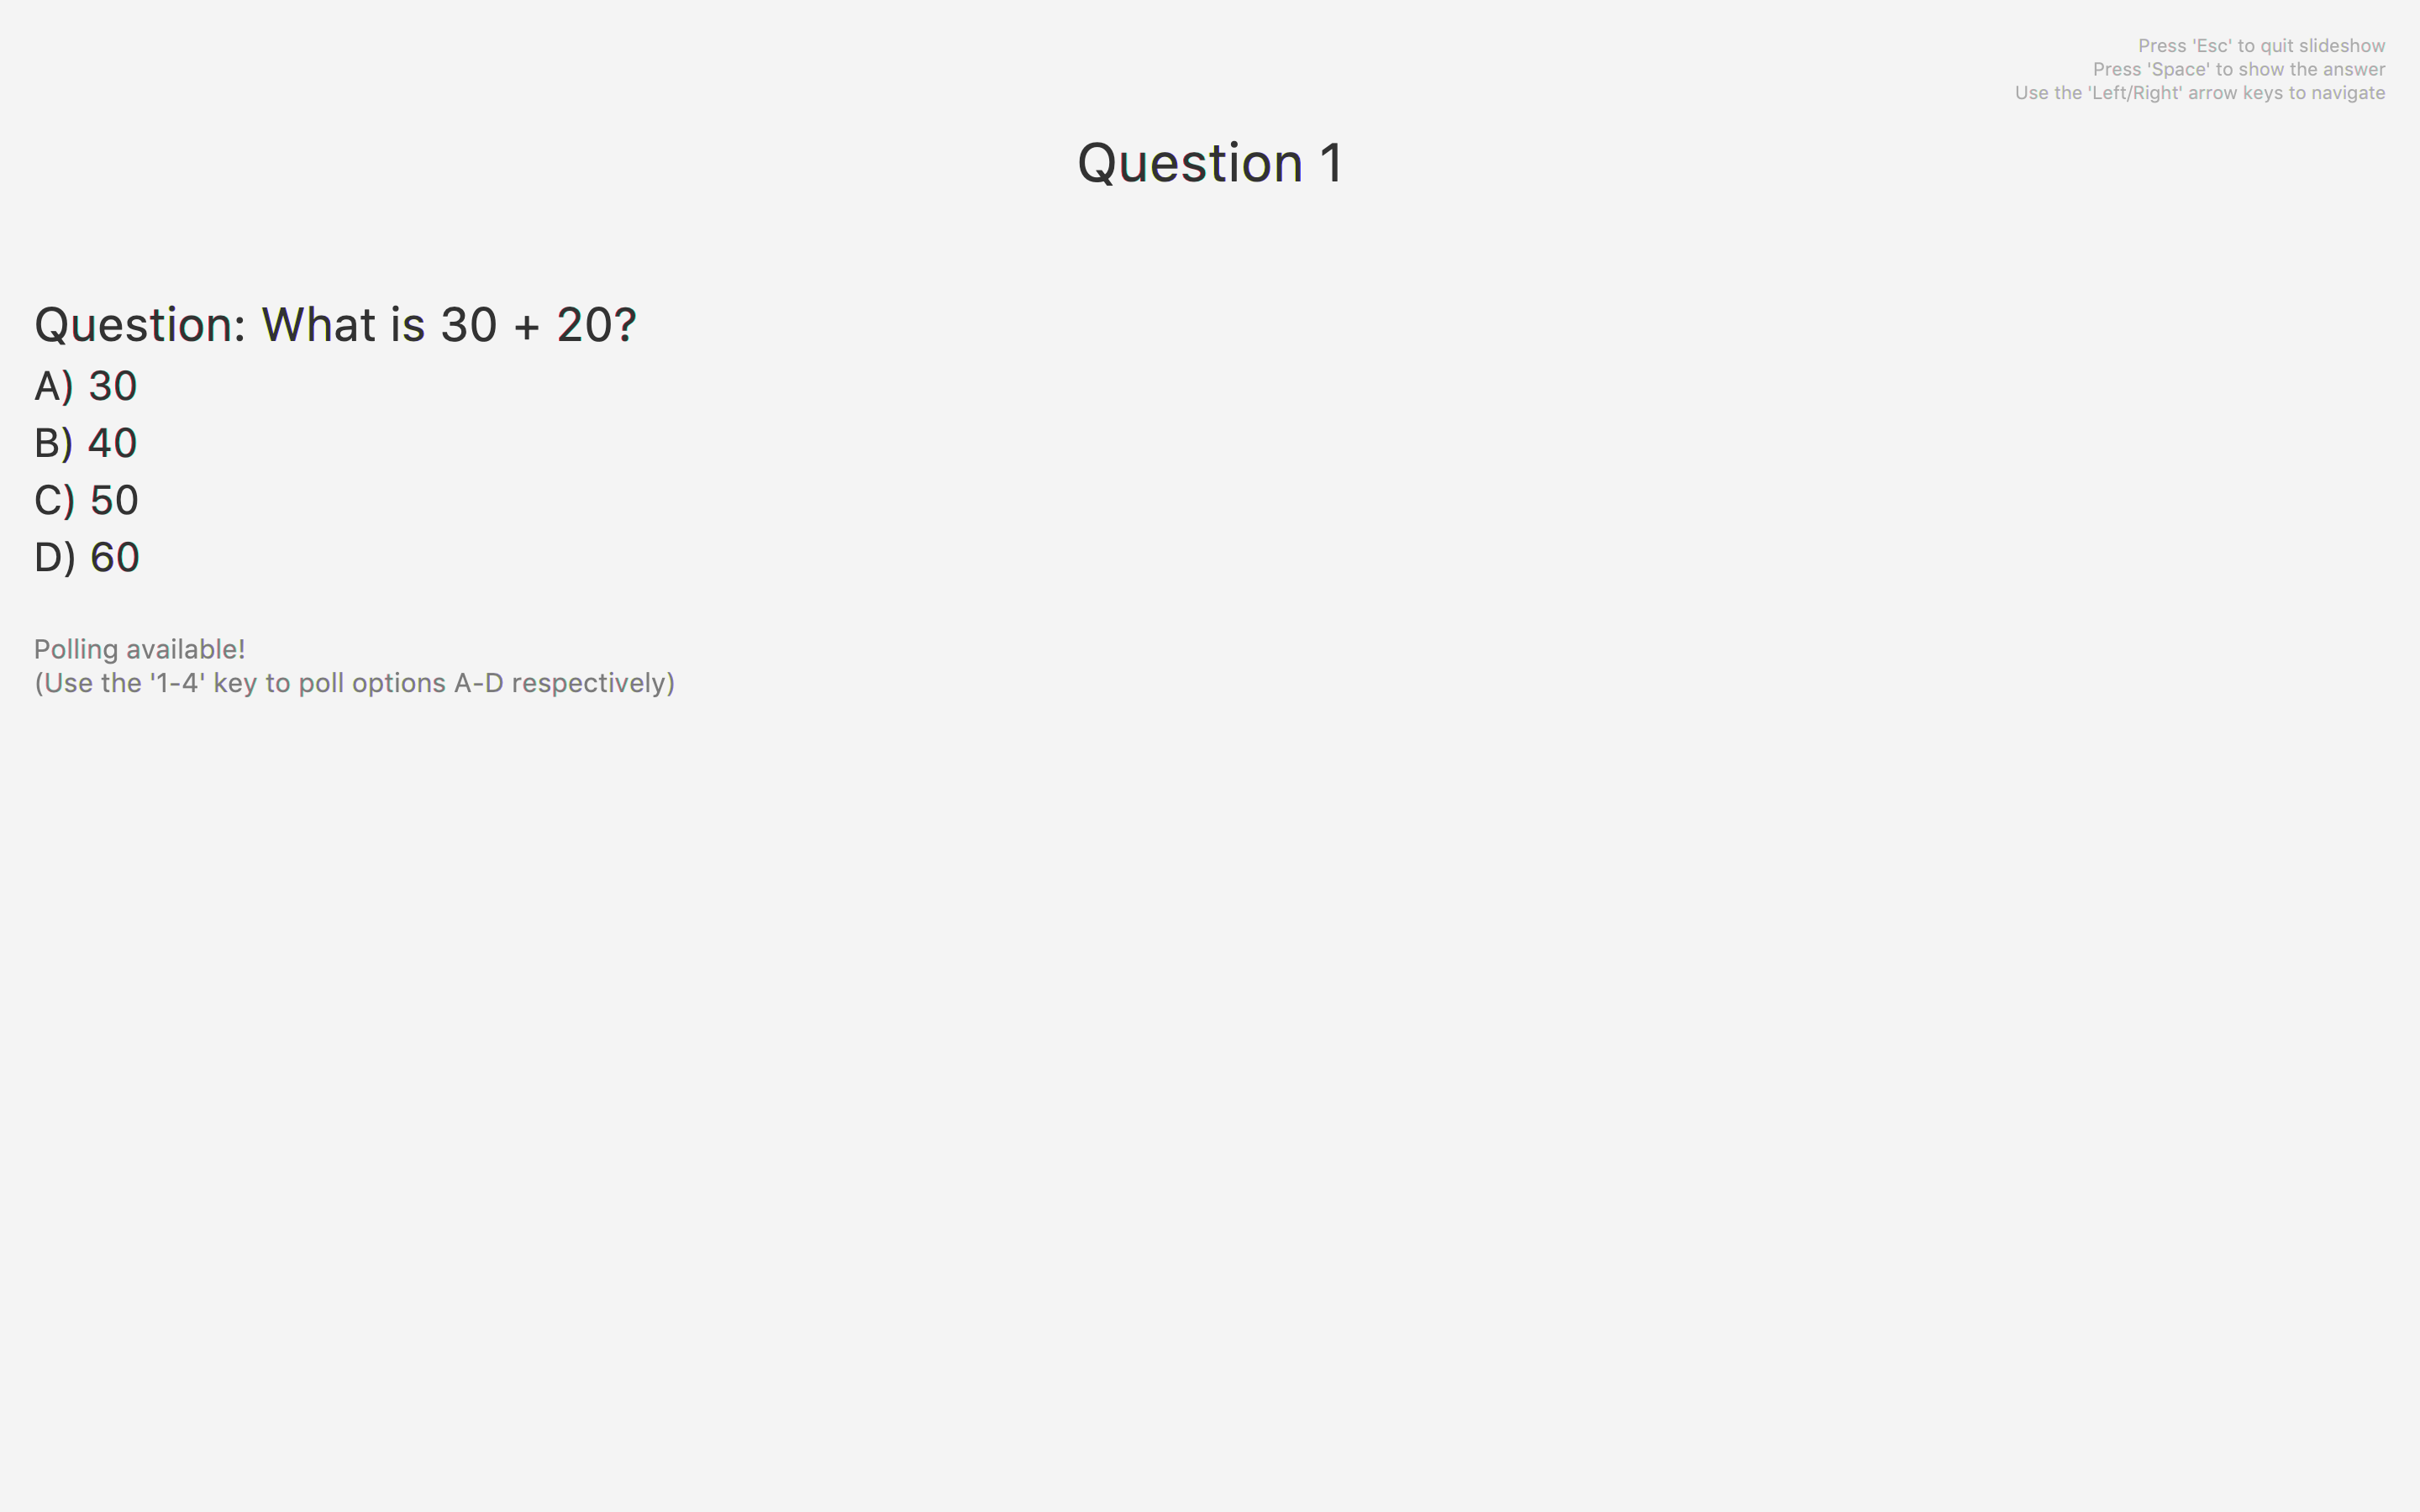 Press 'Esc' to quit slideshow
Press 'Space' to show the answer
Use the 'Left/Right' arrow keys to navigate
Question 1
Question: What is 30 + 20?
A) 30
B) 40
C) 50
D) 60
Polling available!
(Use the '1-4' key to poll options A-D respectively)